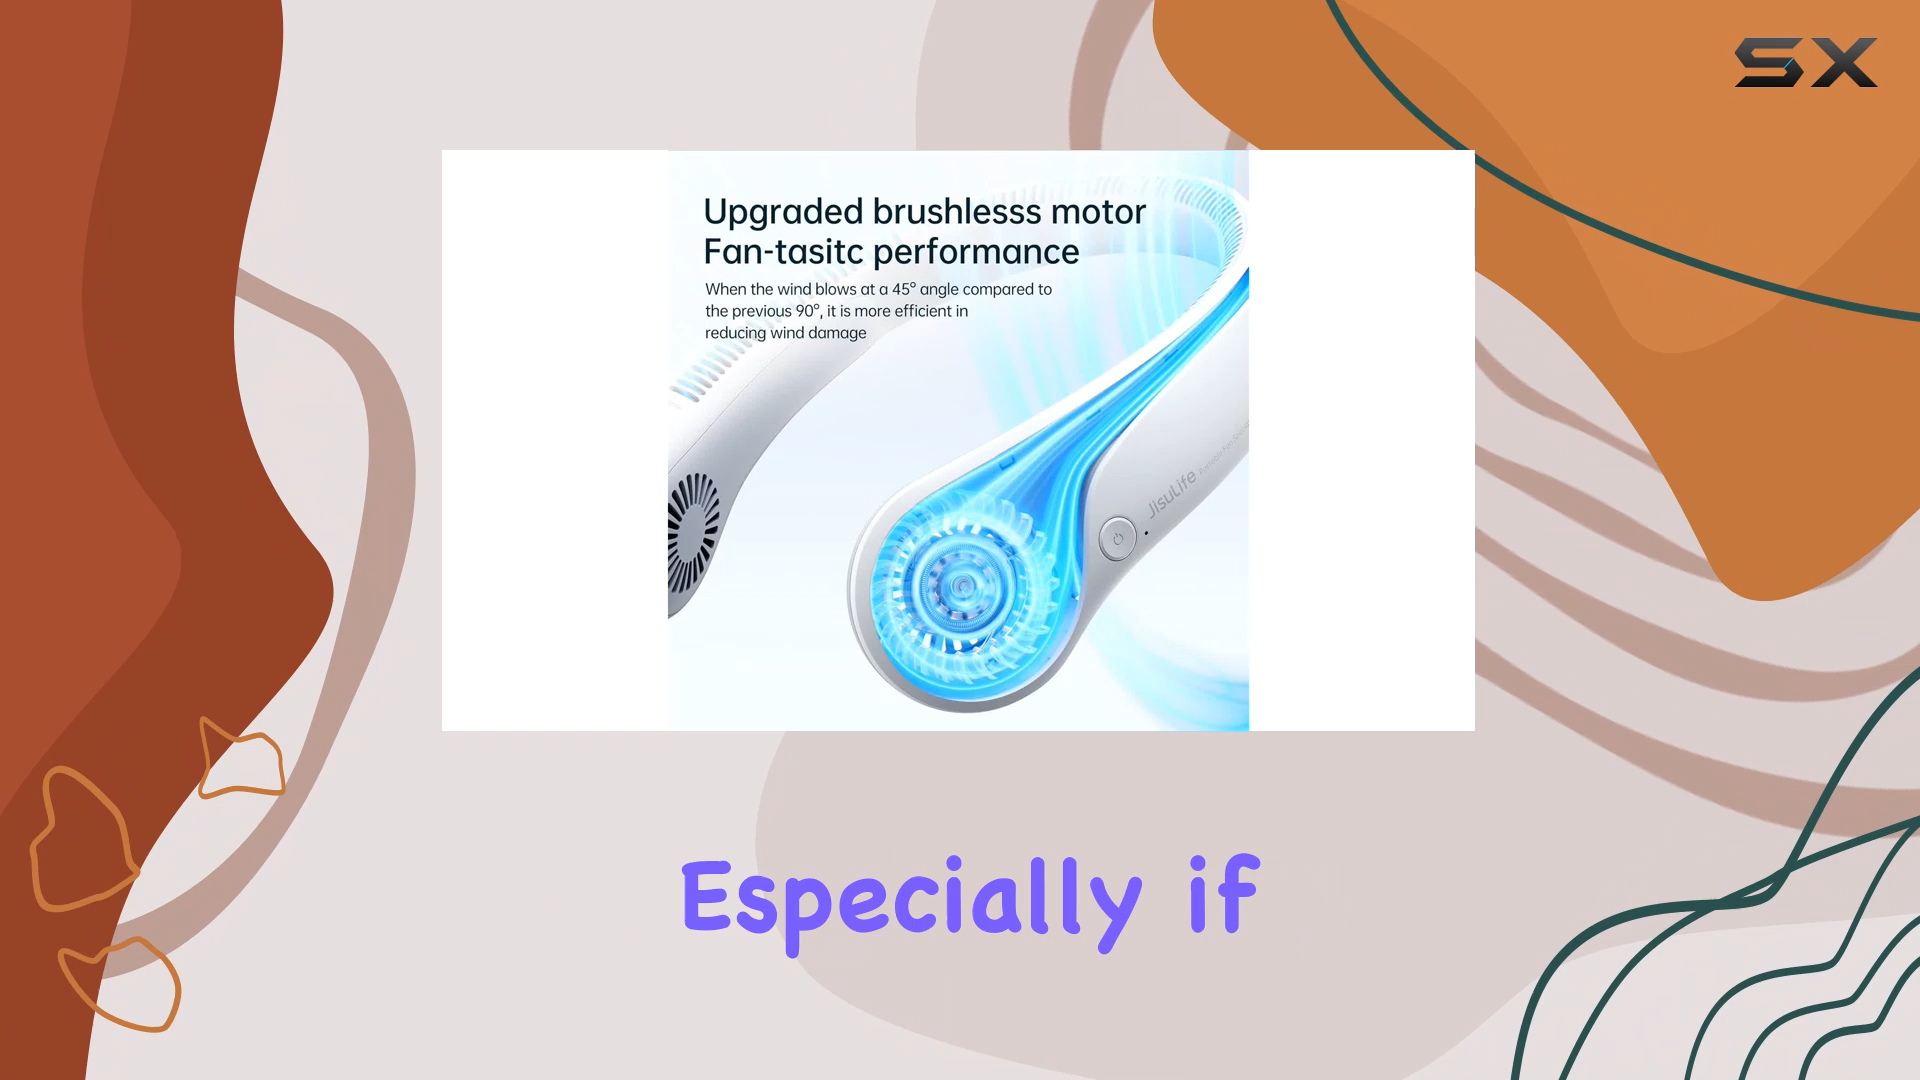 SX
Upgraded brushlesss motor
Fan-tasitc performance
When the wind blows at a 45° angle compared to
the previous 90°, it is more efficient in
reducing wind damage
JisuLife
Especially if